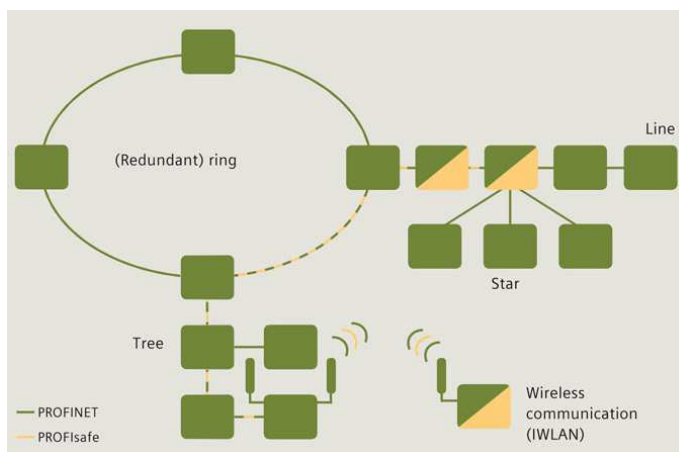 Line
(Redundant) ring
Star
Tree
Wireless
communication
(IWLAN)
PROFINET
PROFIsafe